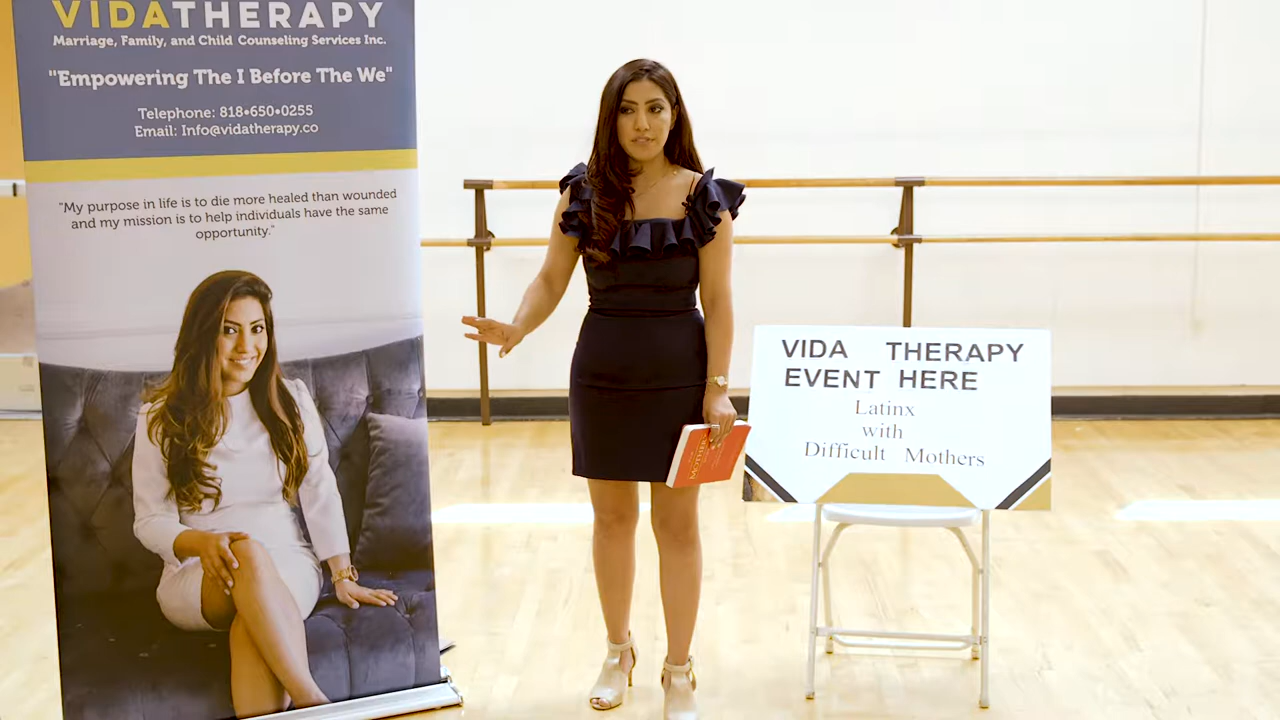 VIDATHERAPY
Marriage, Family, and Child Counseling Services Inc.
"Empowering The I Before The We"
Telephone: 818•650•0255
Email: Info@vidatherapy.co
"My purpose in life is to die more healed than wounded
and my mission is to help individuals have the same
opportunity."
MOTHER
VIDA THERAPY
EVENT HERE
Latinx
with
Difficult Mothers